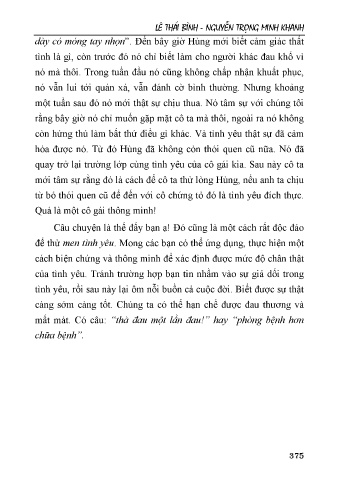 LÊ THÁI BÌNH - NGUYỄN TRỌNG MINH KHANH
dày có móng tay nhọn". Đến bây giờ Hùng mới biết cảm giác thất
tình là gì, còn trước đó nó chỉ biết làm cho người khác đau khổ vì
nó mà thôi. Trong tuần đầu nó cũng không chấp nhận khuất phục,
nó vẫn lui tới quán xá, vẫn đánh cờ bình thường. Nhưng khoảng
một tuần sau đó nó mới thật sự chịu thua. Nó tâm sự với chúng tôi
rằng bây giờ nó chỉ muốn gặp mặt cô ta mà thôi, ngoài ra nó không
còn hứng thú làm bất thứ điều gì khác. Và tình yêu thật sự đã cảm
hóa được nó. Từ đó Hùng đã không còn thói quen cũ nữa. Nó đã
quay trở lại trường lớp cùng tình yêu của cô gái kia. Sau này cô ta
mới tâm sự rằng đó là cách để cô ta thử lòng Hùng, nếu anh ta chịu
từ bỏ thói quen cũ để đến với cô chứng tỏ đó là tình yêu đích thực.
Quả là một cô gái thông minh!
Câu chuyện là thế đấy bạn ạ! Đó cũng là một cách rất độc đáo
để thử men tình yêu. Mong các bạn có thể ứng dụng, thực hiện một
cách biện chứng và thông minh để xác định được mức độ chân thật
của tình yêu. Tránh trường hợp bạn tin nhầm vào sự giả dối trong
tình yêu, rồi sau này lại ôm nỗi buồn cả cuộc đời. Biết được sự thật
càng sớm càng tốt. Chúng ta có thể hạn chế được đau thương và
mất mát. Có câu: "thà đau một lần đau!" hay "phòng bệnh hơn
chữa bệnh".
375